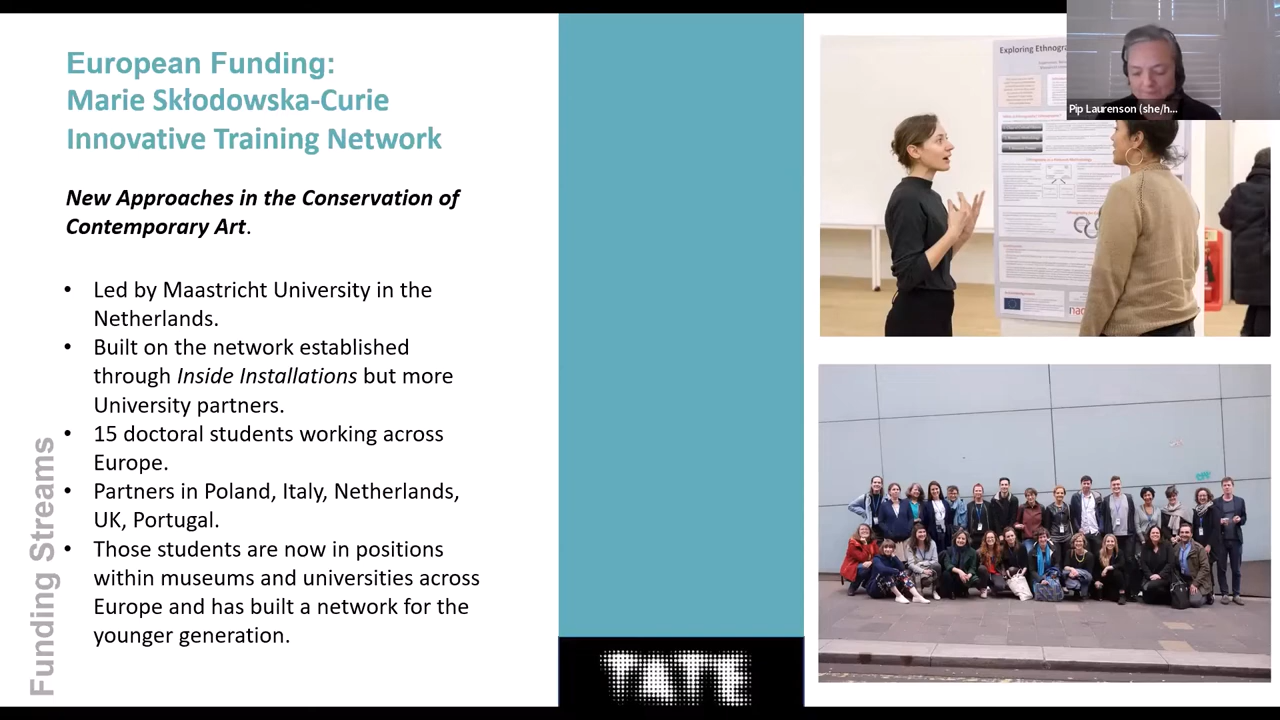 European Funding:
Marie Skłodowska-Curie
Innovative Training Network
New Approaches in the Conservation of
Contemporary Art.
• Led by Maastricht University in the
Netherlands.
• Built on the network established
through Inside Installations but more
University partners.
• 15 doctoral students working across
Europe.
• Partners in Poland, Italy, Netherlands,
UK, Portugal.
• Those students are now in positions
within museums and universities across
Europe and has built a network for the
younger generation.
Funding Streams
TATE
Exploring
Pip Laurenson (she/h...